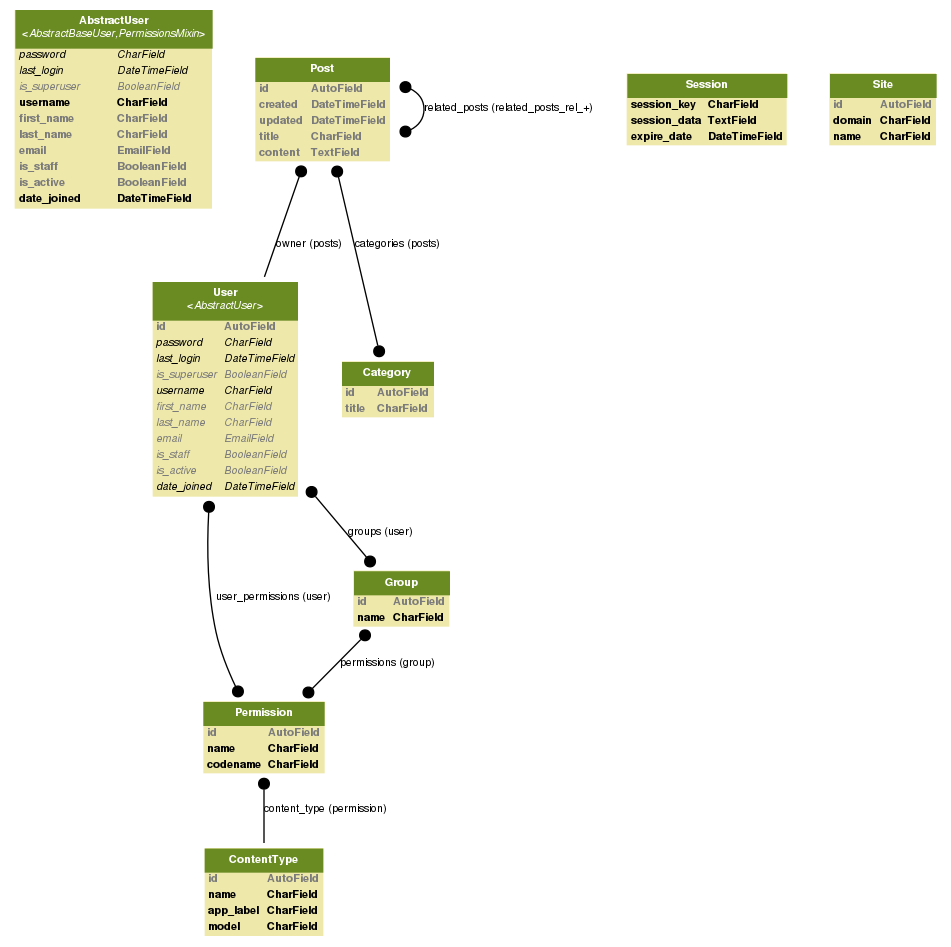 AbstractUser
<AbstractBaseUser,PermissionsMixin>
password CharField
last_login DateTimeField
is_superuser BooleanField
username CharField
first_name CharField
last_name CharField
email EmailField
is_staff BooleanField
is_active BooleanField
date_joined DateTimeField
Post
id AutoField
created DateTimeField
updated DateTimeField
title CharField
content TextField
related_posts (related_posts_rel_+)
Session
session_key CharField
session_data TextField
expire_date DateTimeField
Site
id AutoField
domain CharField
name CharField
owner (posts)
categories (posts)
User
<AbstractUser>
id AutoField
password CharField
last_login DateTimeField
is_superuser BooleanField
username CharField
first_name CharField
last_name CharField
email EmailField
is_staff BooleanField
is_active BooleanField
date_joined DateTimeField
Category
id AutoField
title CharField
groups (user)
user_permissions (user)
Group
id AutoField
name CharField
permissions (group)
Permission
id AutoField
name CharField
codename CharField
content_type (permission)
ContentType
id AutoField
name CharField
app_label CharField
model CharField